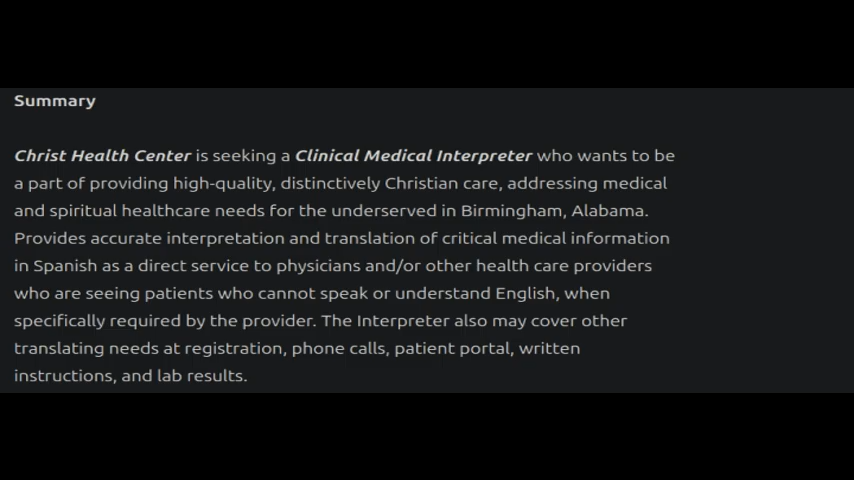 Summary
Christ Health Center is seeking a Clinical Medical Interpreter who wants to be
a part of providing high-quality, distinctively Christian care, addressing medical
and spiritual healthcare needs for the underserved in Birmingham, Alabama.
Provides accurate interpretation and translation of critical medical information
in Spanish as a direct service to physicians and/or other health care providers
who are seeing patients who cannot speak or understand English, when
specifically required by the provider. The Interpreter also may cover other
translating needs at registration, phone calls, patient portal, written
instructions, and lab results.